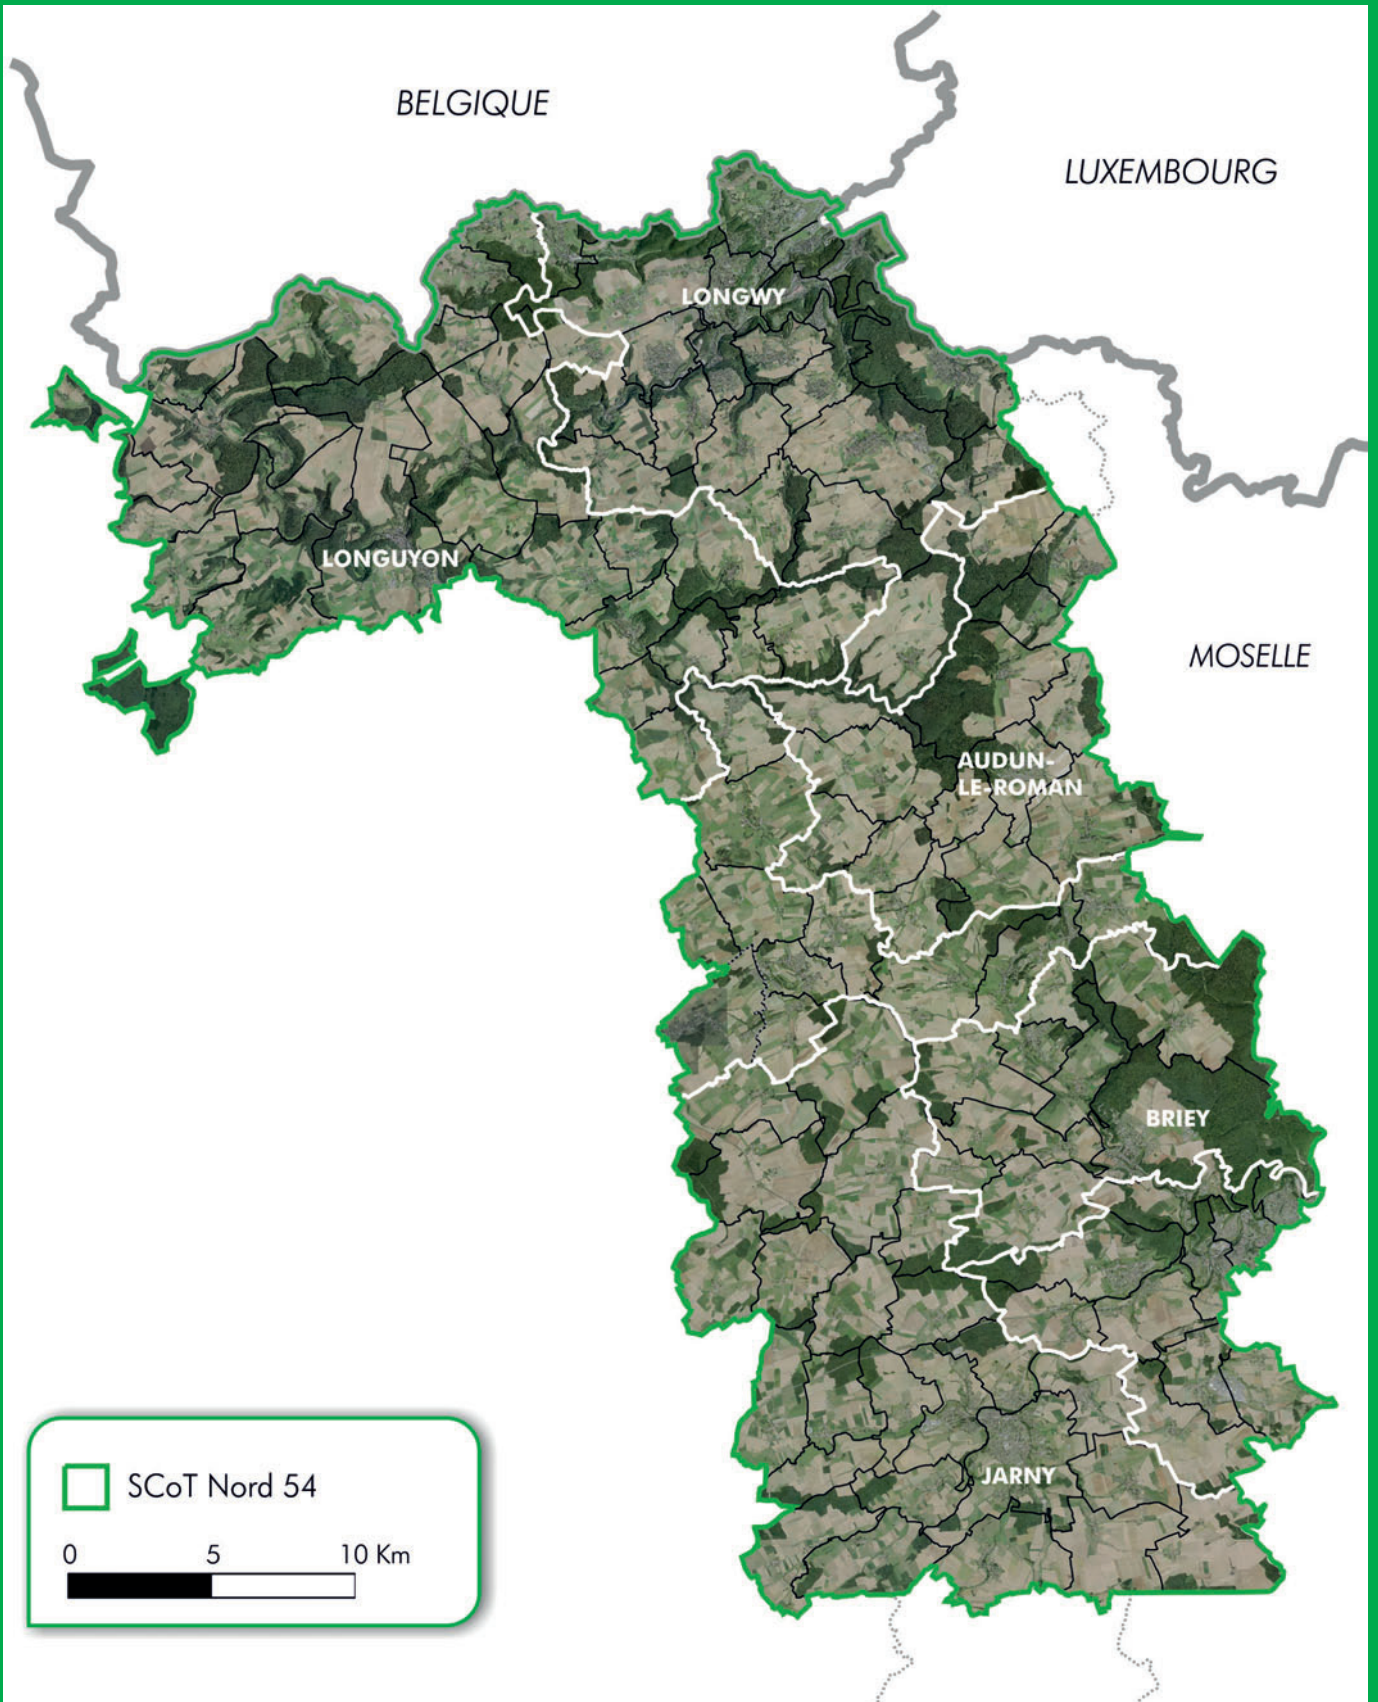 BELGIQUE
LUXEMBOURG
LONGWY
LONGUYON
MOSELLE
AUDUN-
LE-ROMAN
BRIEY
JARNY
SCoT Nord 54
0 5 10 Km